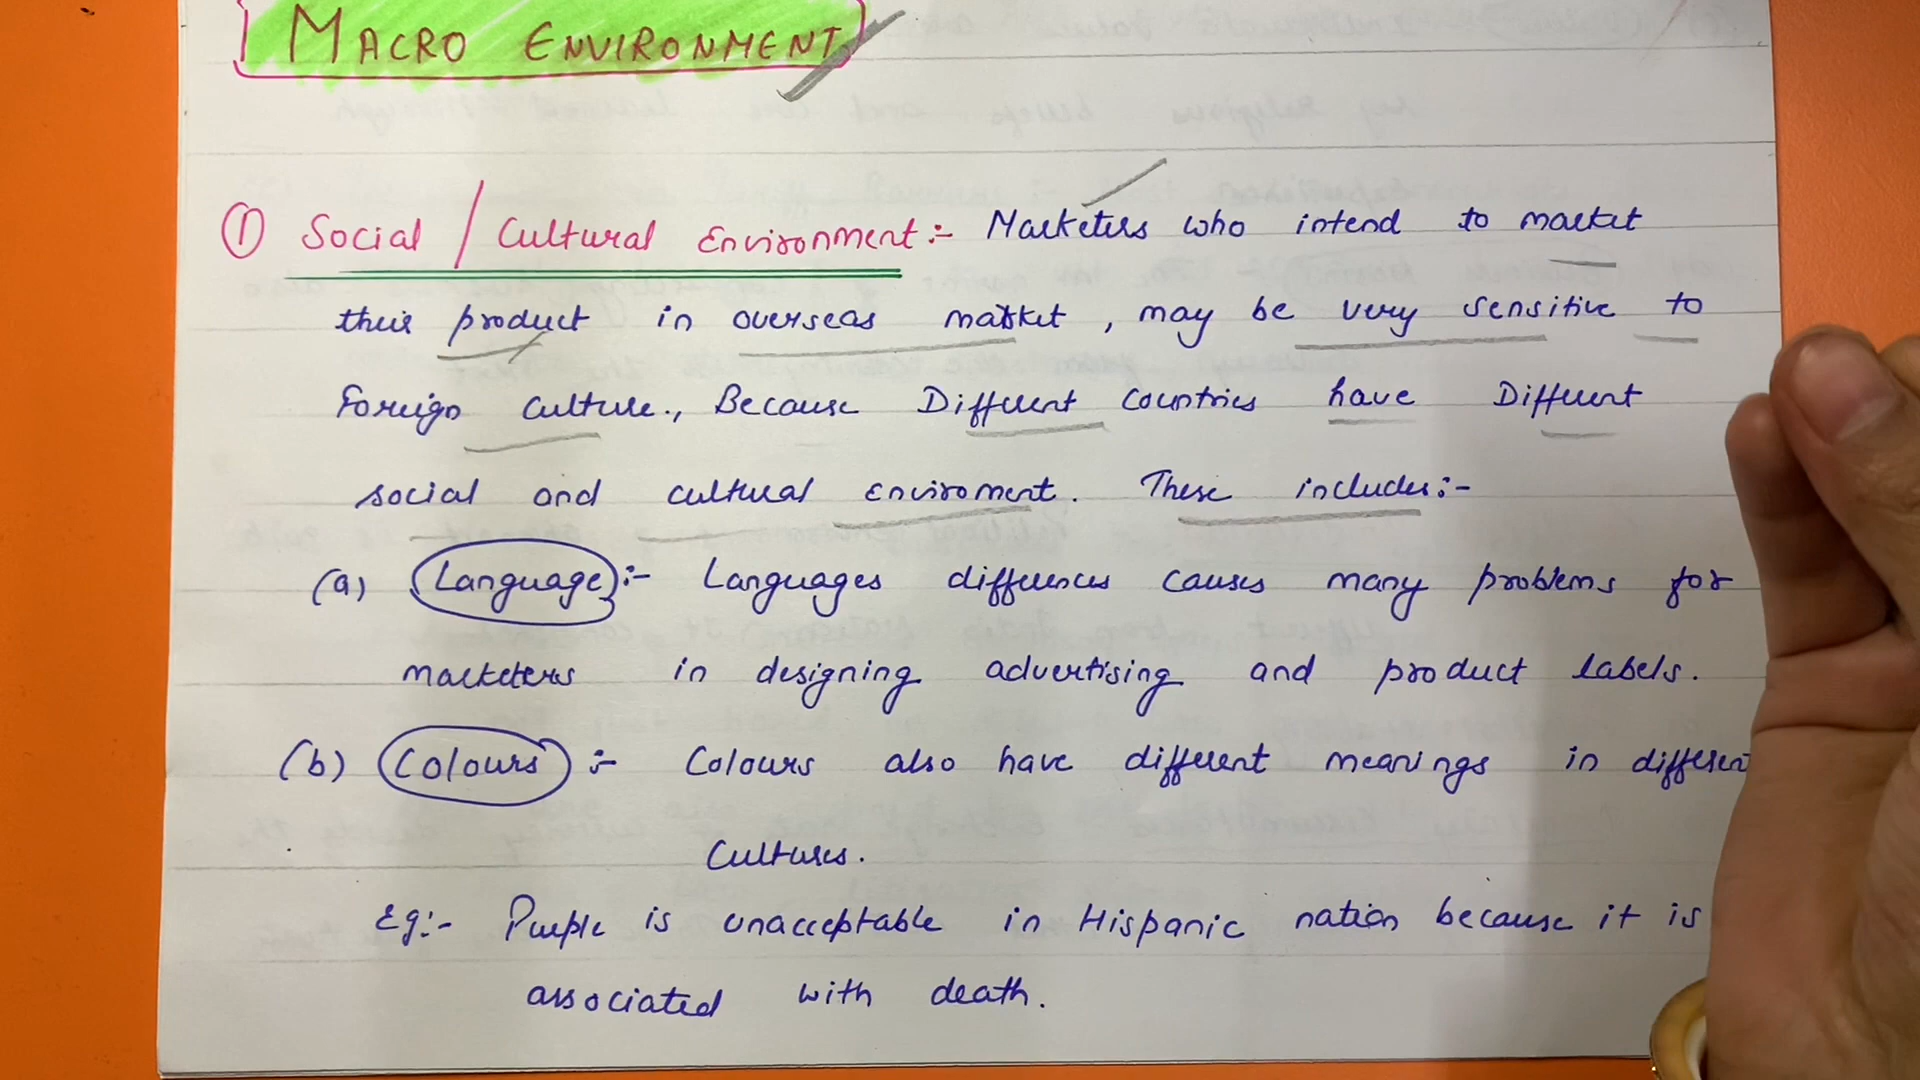 MACRO ENVIRONMENT
① Social / Cultural Environment:- Marketers who intend to market
their product in overseas market, may be very sensitive to
Foreign culture., Because Different countries have Different
social and cultural enviroment. These includes:-
(a) Language:- Languages differences causes many problems for
marketers in designing advertising and product labels.
(b) Colours :- Colours also have different meanings in different
Cultures.
Eg:- Purple is unacceptable in Hispanic nation because it is
associated with death.